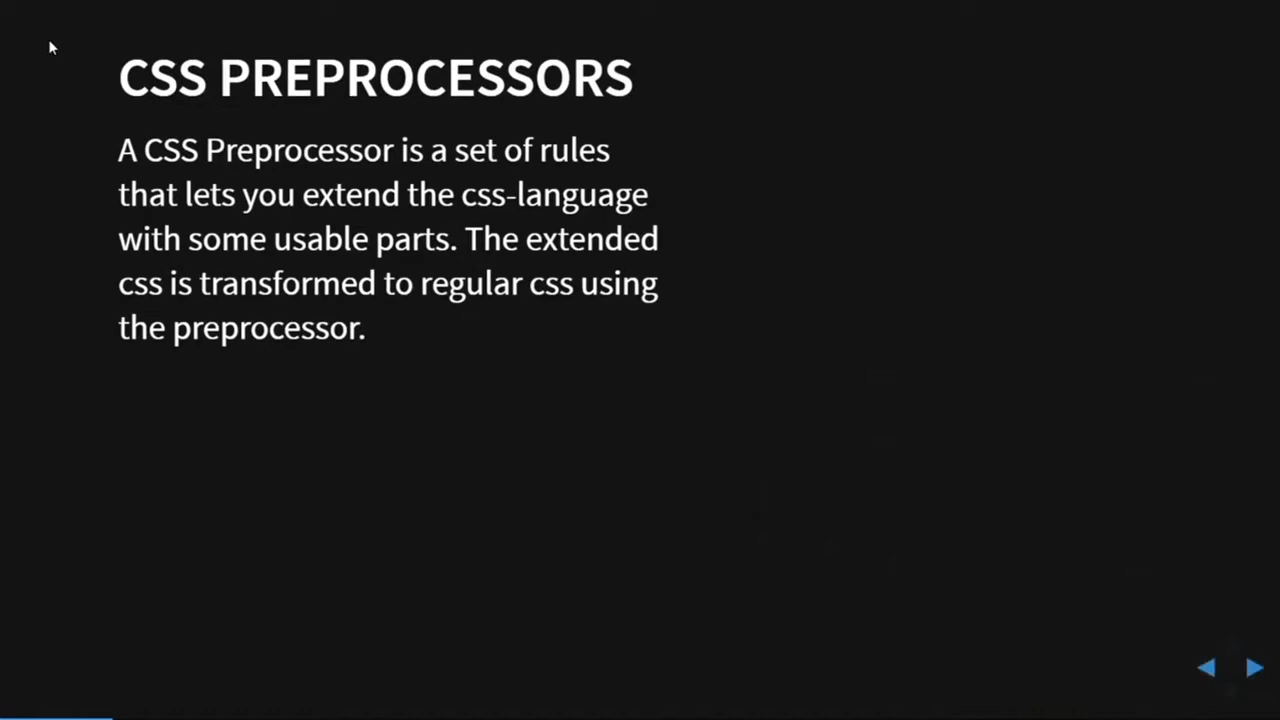 CSS PREPROCESSORS
A CSS Preprocessor is a set of rules
that lets you extend the css-language
with some usable parts. The extended
css is transformed to regular css using
the preprocessor.